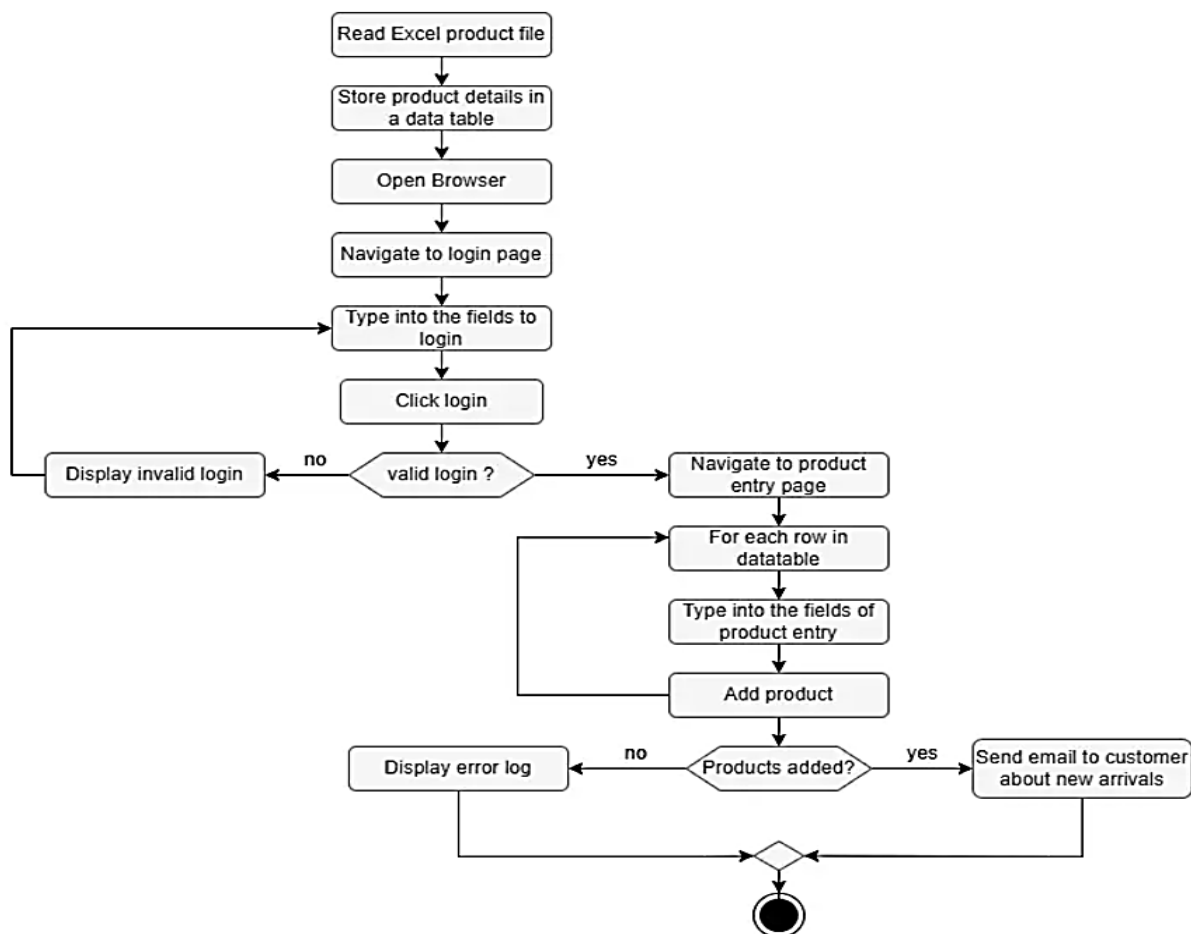 Read Excel product file
Store product details in
a data table
Open Browser
Navigate to login page
Type into the fields to
login
Click login
Display invalid login
no
valid login ?
yes
Navigate to product
entry page
For each row in
datatable
Type into the fields of
product entry
Add product
Display error log
no
Products added?
yes
Send email to customer
about new arrivals